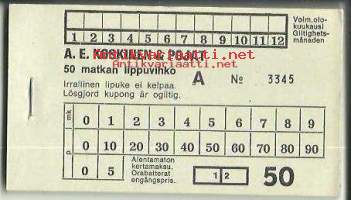 Voim.olo-
kuukausi
Giltighets-
månaden
1 2 3 4 5 6 7 8 9 10 11 12
A. E. KOSKINEN & POJAT
Antikvariaatti.net
50 matkan lippuvihko
A № 3345
Irrallinen lipuke ei kelpaa.
Lösgjord kupong är ogiltig.
mk 0 1 2 3 4 5 6 7 8 9
p 0 10 20 30 40 50 60 70 80 90
0 5
Alentamaton
kertamaksu.
Orabatterat
engångspris.
1 2
50